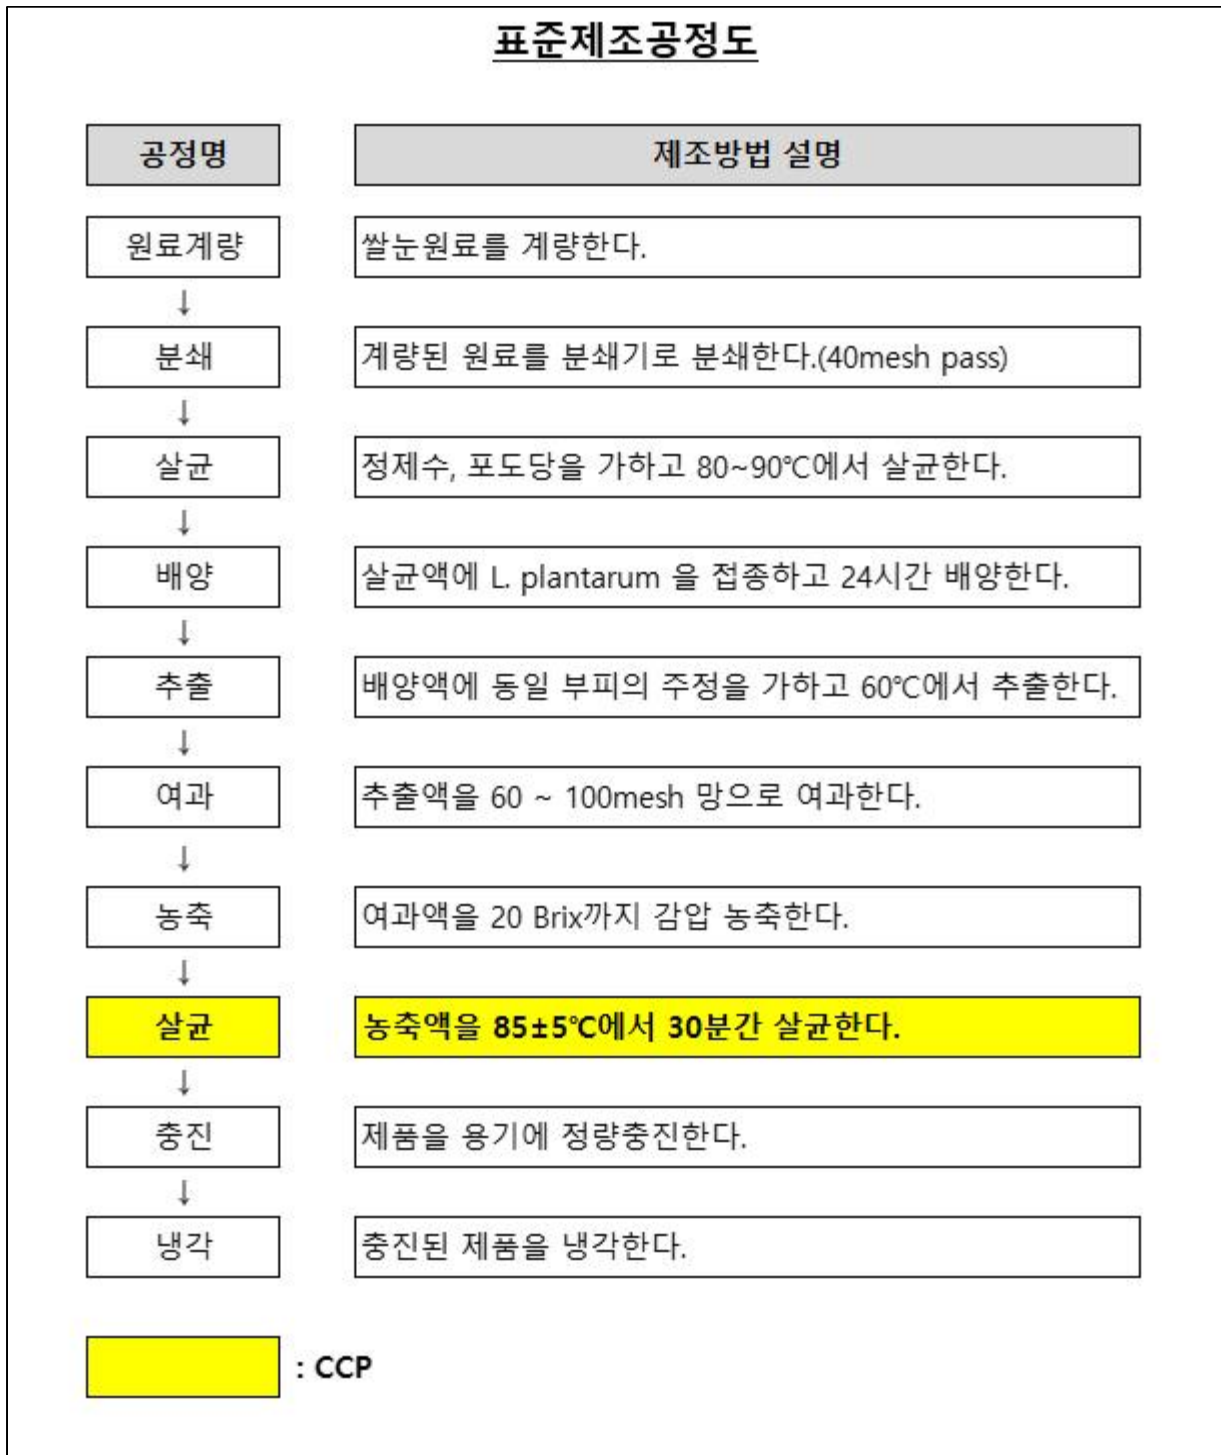 표준제조공정도
공정명 제조방법 설명
원료계량 쌀눈원료를 계량한다.
↓
분쇄 계량된 원료를 분쇄기로 분쇄한다.(40mesh pass)
↓
살균 정제수, 포도당을 가하고 80~90℃에서 살균한다.
↓
배양 살균액에 L. plantarum 을 접종하고 24시간 배양한다.
↓
추출 배양액에 동일 부피의 주정을 가하고 60℃에서 추출한다.
↓
여과 추출액을 60 ~ 100mesh 망으로 여과한다.
↓
농축 여과액을 20 Brix까지 감압 농축한다.
↓
살균 농축액을 85±5℃에서 30분간 살균한다.
↓
충진 제품을 용기에 정량충진한다.
↓
냉각 충진된 제품을 냉각한다.
: CCP